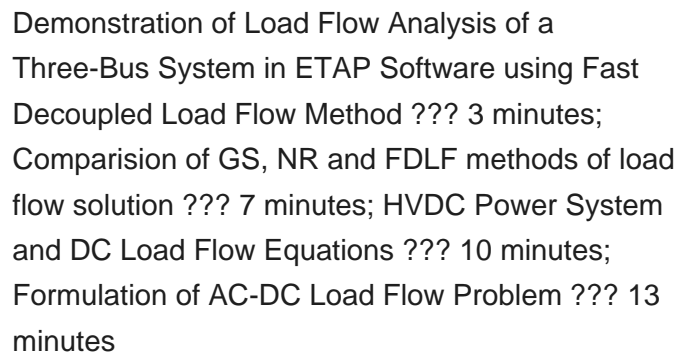 Demonstration of Load Flow Analysis of a
Three-Bus System in ETAP Software using Fast
Decoupled Load Flow Method ??? 3 minutes;
Comparision of GS, NR and FDLF methods of load
flow solution ??? 7 minutes; HVDC Power System
and DC Load Flow Equations ??? 10 minutes;
Formulation of AC-DC Load Flow Problem ??? 13
minutes